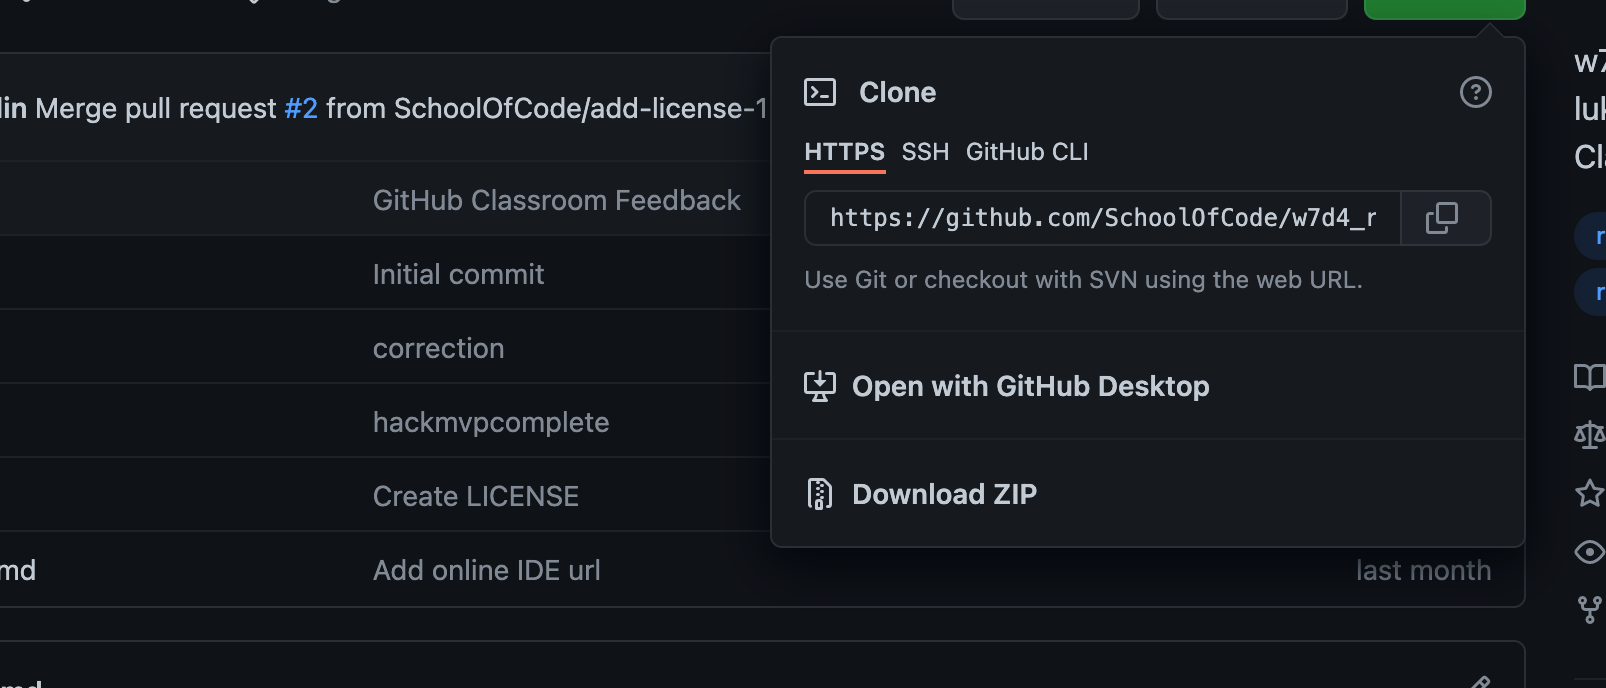 lin Merge pull request #2 from SchoolOfCode/add-license-1
GitHub Classroom Feedback
Initial commit
correction
hackmvpcomplete
Create LICENSE
md
Add online IDE url
last month
Clone
HTTPS SSH GitHub CLI
https://github.com/SchoolOfCode/w7d4_r
Use Git or checkout with SVN using the web URL.
Open with GitHub Desktop
Download ZIP
w7
luk
Cla
r
r
md